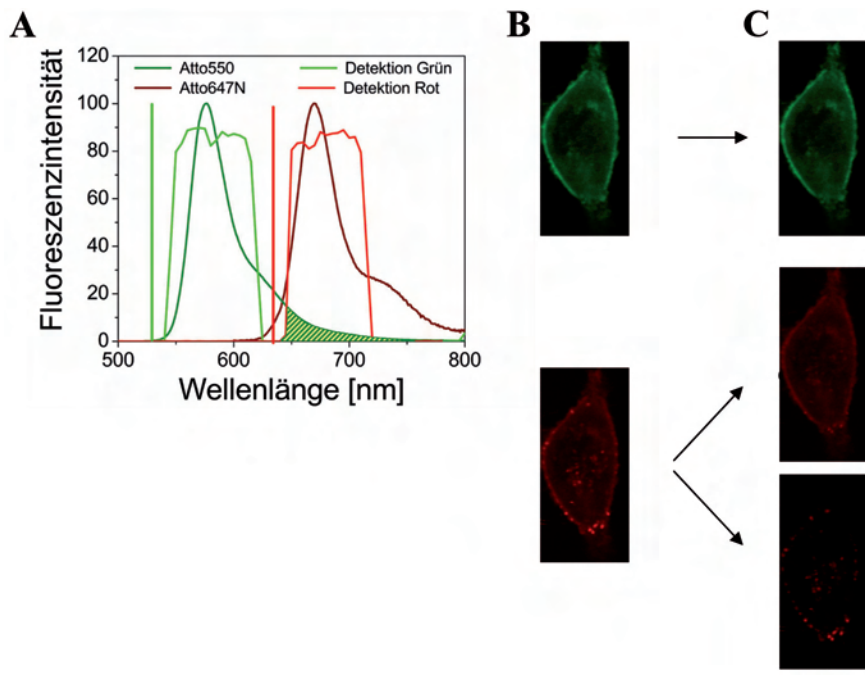 A
B
C
120
100
80
60
40
20
0
Fluoreszenzintensität
Atto550
Atto647N
Detektion Grün
Detektion Rot
500 600 700 800
Wellenlänge [nm]